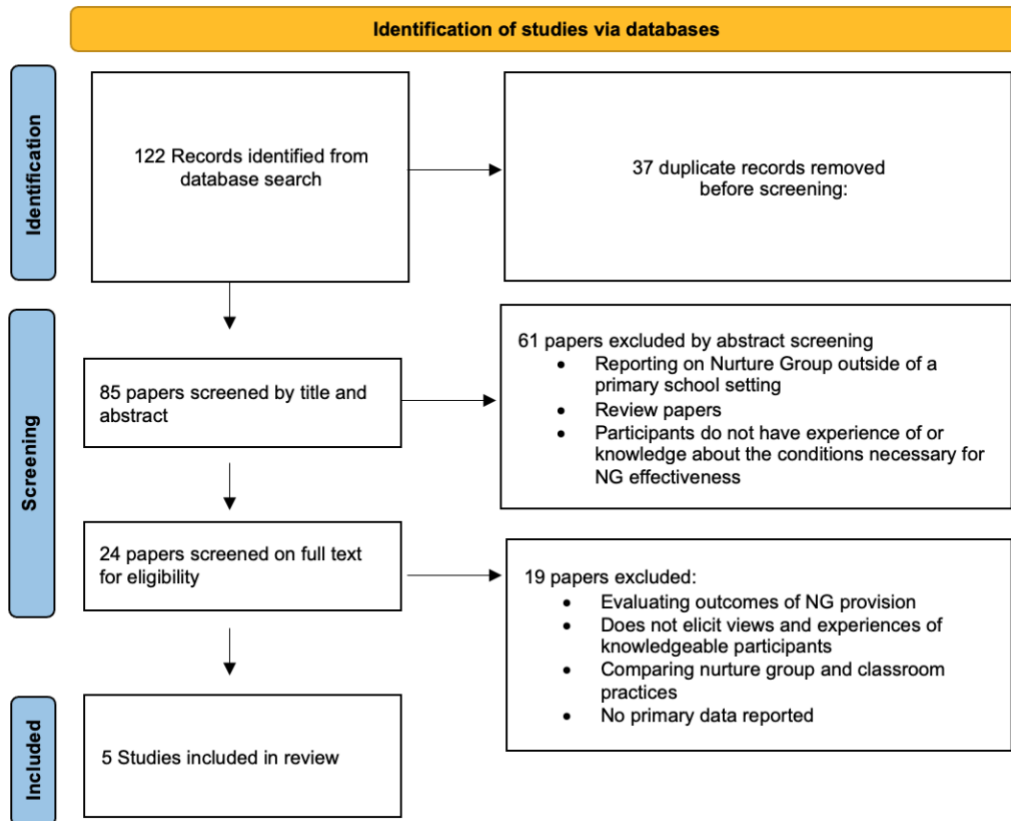 Identification of studies via databases
Identification
122 Records identified from
database search
37 duplicate records removed
before screening:
Screening
85 papers screened by title and
abstract
61 papers excluded by abstract screening
• Reporting on Nurture Group outside of a
primary school setting
• Review papers
• Participants do not have experience of or
knowledge about the conditions necessary for
NG effectiveness
24 papers screened on full text
for eligibility
19 papers excluded:
• Evaluating outcomes of NG provision
• Does not elicit views and experiences of
knowledgeable participants
• Comparing nurture group and classroom
practices
• No primary data reported
Included
5 Studies included in review